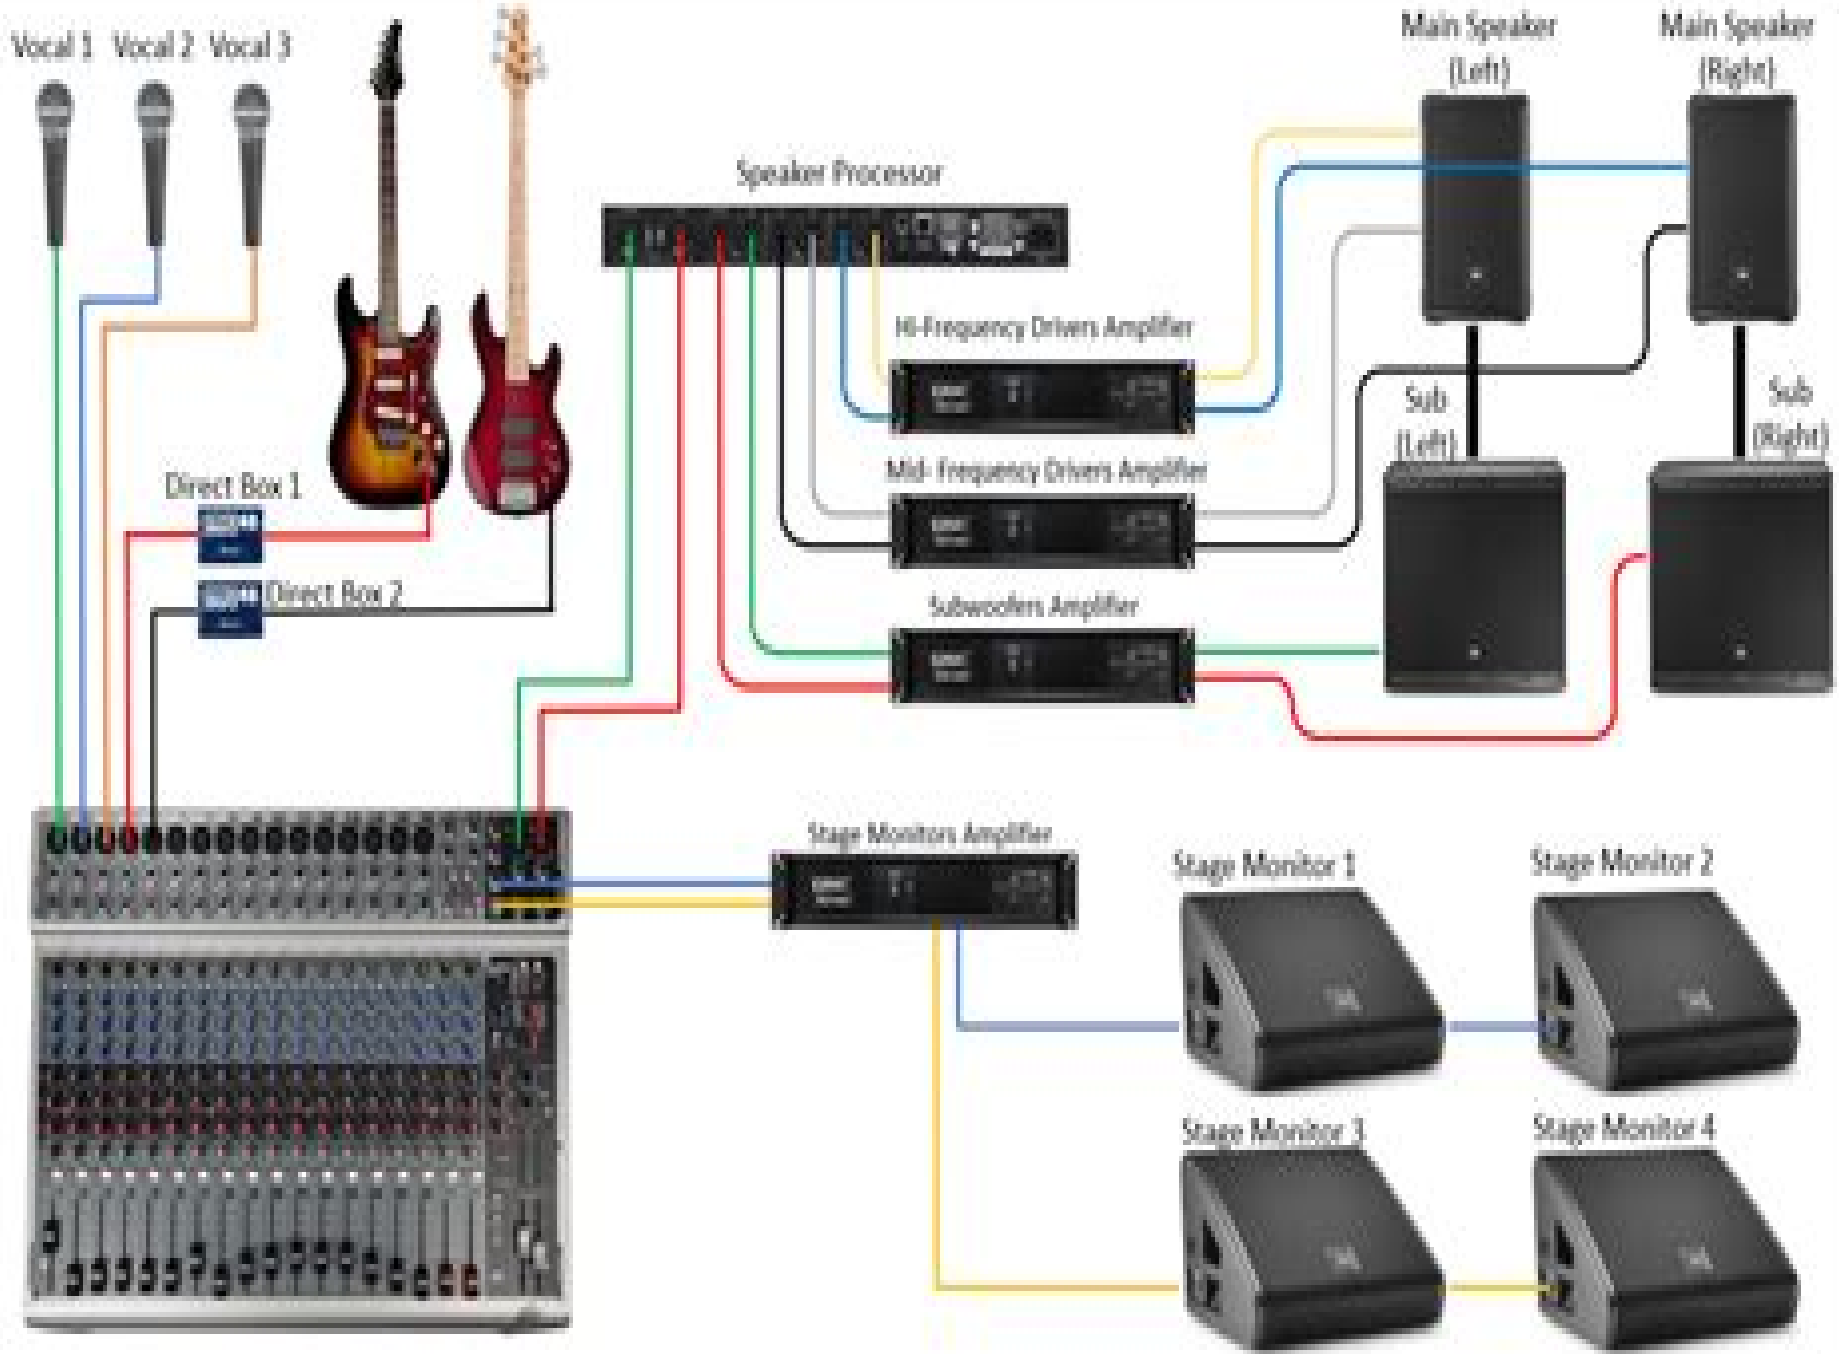 Vocal 1
Vocal 2
Vocal 3
Main Speaker
(Left)
Main Speaker
(Right)
Speaker Processor
Hi-Frequency Drivers Amplifier
Sub
(Left)
Sub
(Right)
Mid- Frequency Drivers Amplifier
Direct Box 1
Direct Box 2
Subwoofers Amplifier
Stage Monitors Amplifier
Stage Monitor 1
Stage Monitor 2
Stage Monitor 3
Stage Monitor 4